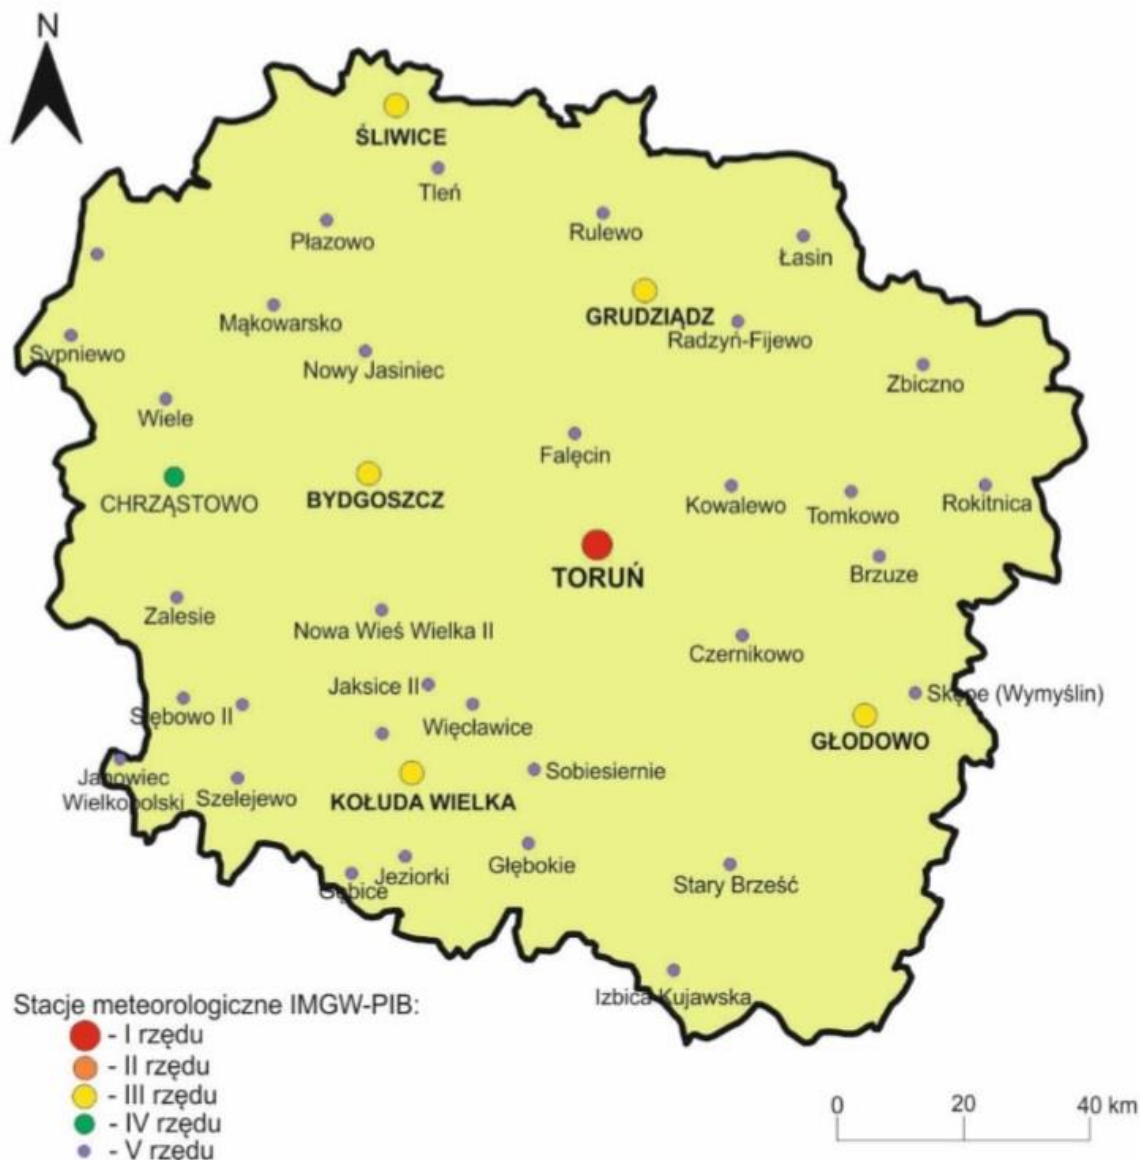 N
ŚLIWICE
Tleń
Płazowo
Rulewo
Łasin
GRUDZIĄDZ
Mąkowarsko
Radzyń-Fijewo
Sypniewo
Nowy Jasiniec
Zbiczno
Wiele
Falęcin
CHRZĄSTOWO
BYDGOSZCZ
Kowalewo
Tomkowo
Rokitnica
TORUŃ
Brzuze
Zalesie
Nowa Wieś Wielka II
Czernikowo
Jaksice II
Skępe (Wymyślin)
Słębowo II
Więcławice
GŁODOWO
Sobiesiernie
Janowiec
Wielkopolski
Szelejewo
KOŁUDA WIELKA
Głębokie
Jeziorki
Gębice
Stary Brześć
Izbica Kujawska
Stacje meteorologiczne IMGW-PIB:
- I rzędu
- II rzędu
- III rzędu
- IV rzędu
- V rzędu
0 20 40 km